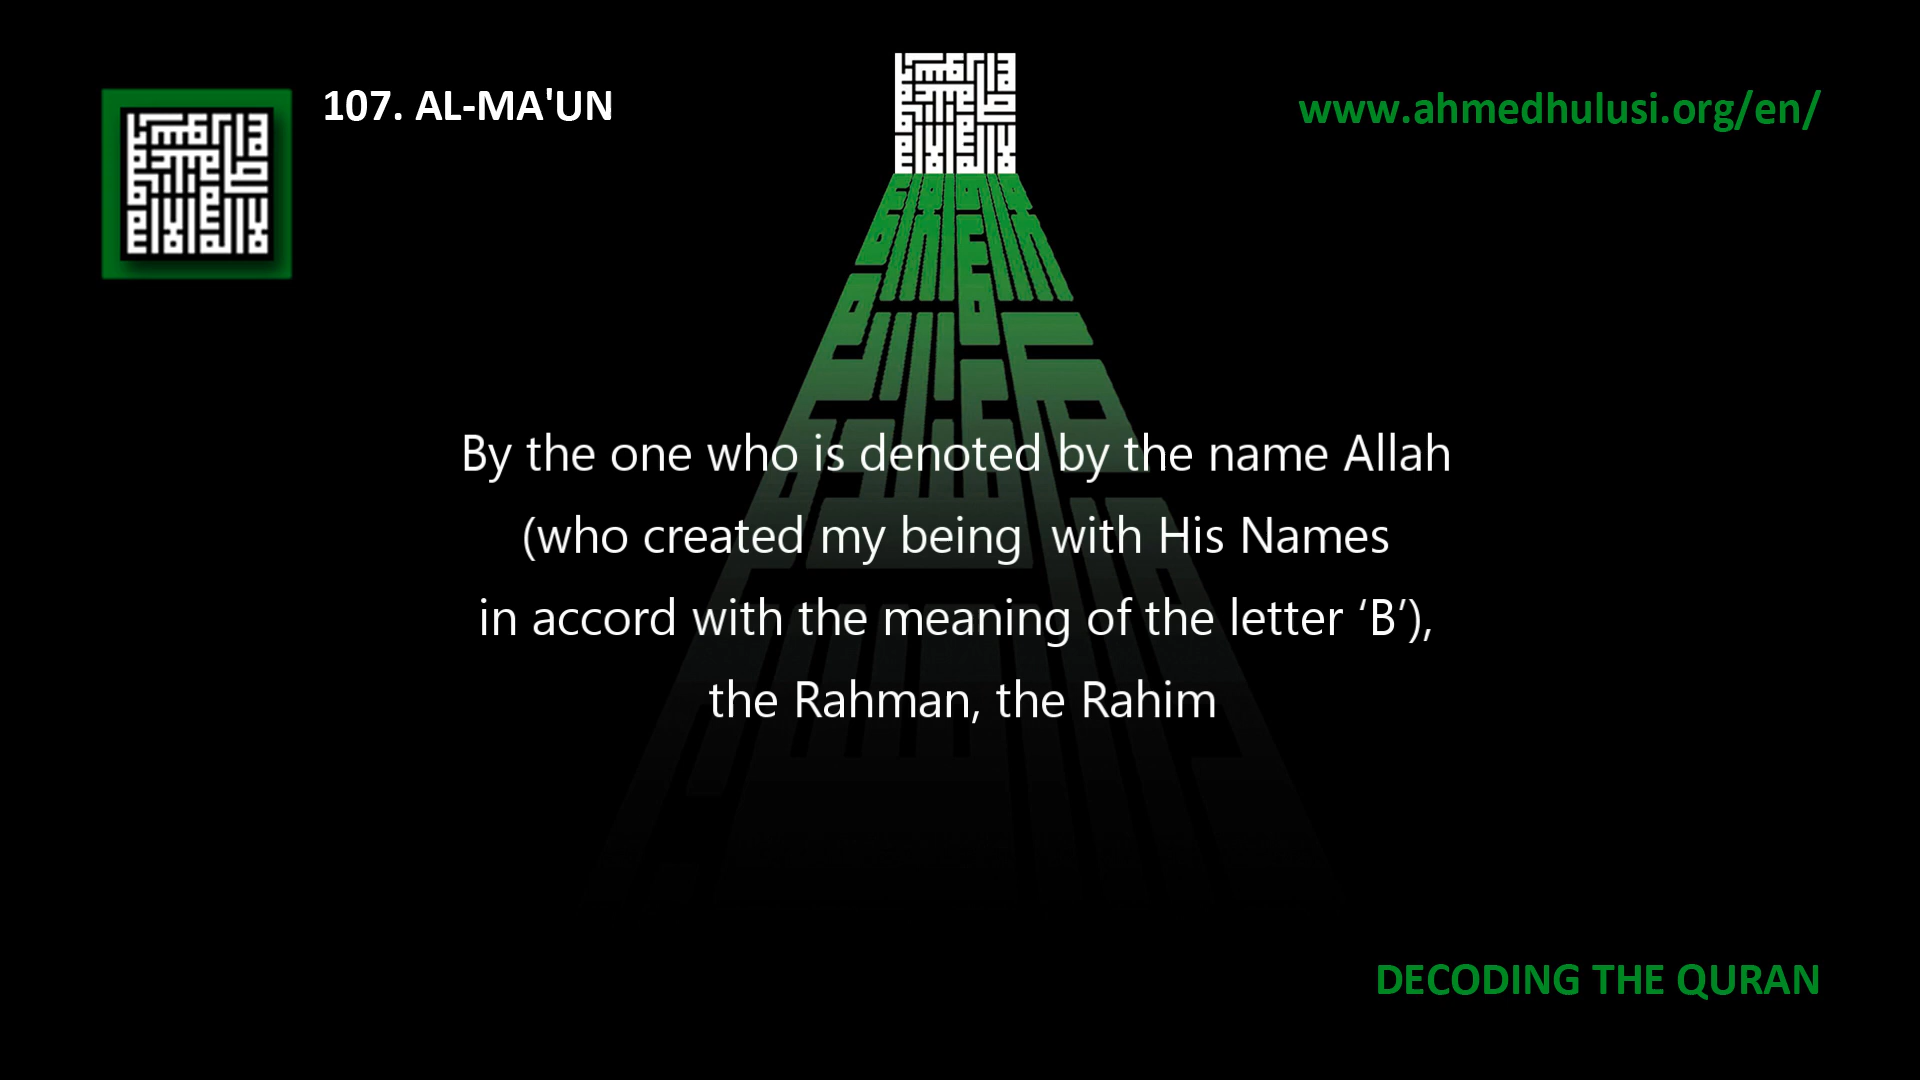 107. AL-MA'UN
www.ahmedhulusi.org/en/
By the one who is denoted by the name Allah
(who created my being  with His Names
in accord with the meaning of the letter ‘B’),
the Rahman, the Rahim
DECODING THE QURAN